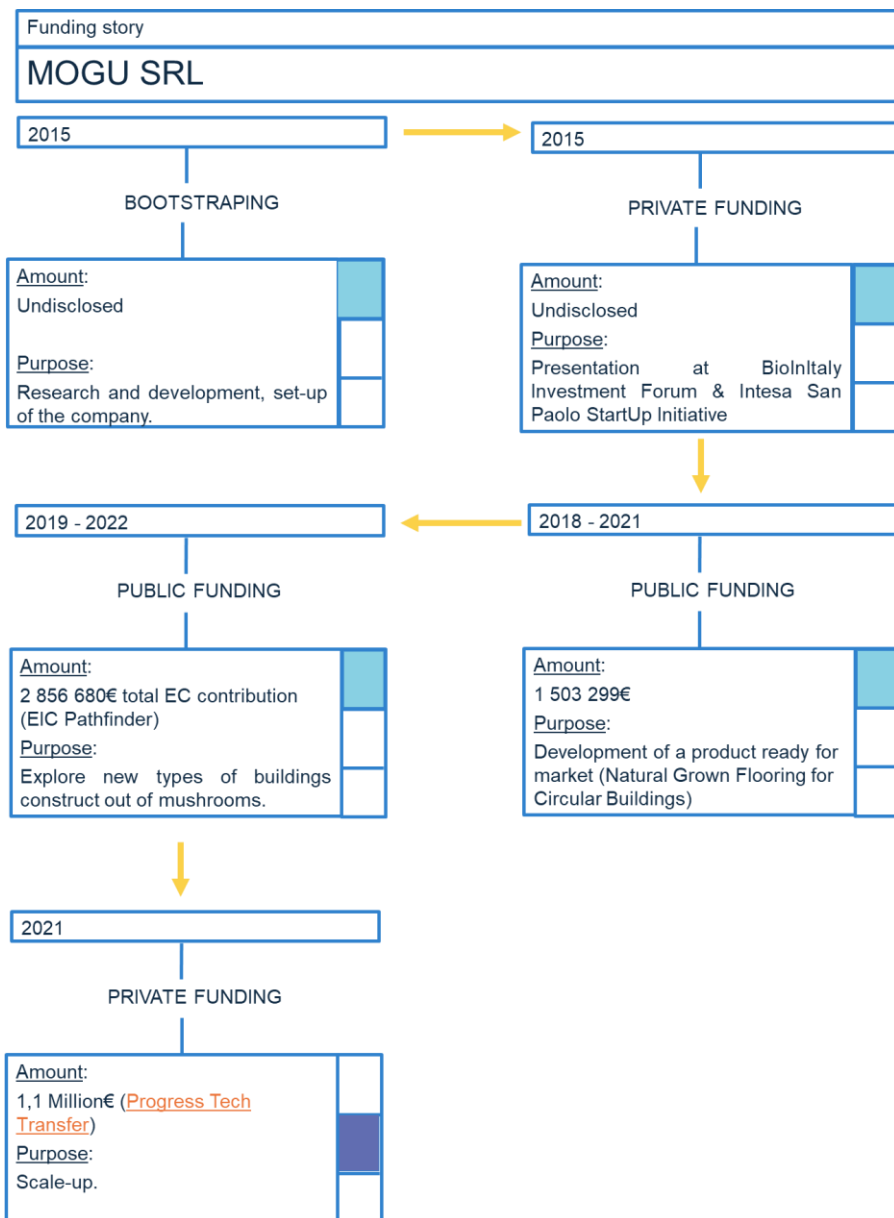 Funding story
MOGU SRL
2015
BOOTSTRAPING
Amount:
Undisclosed
Purpose:
Research and development, set-up
of the company.
2015
PRIVATE FUNDING
Amount:
Undisclosed
Purpose:
Presentation at BioInItaly
Investment Forum & Intesa San
Paolo StartUp Initiative
2018 - 2021
PUBLIC FUNDING
Amount:
1 503 299€
Purpose:
Development of a product ready for
market (Natural Grown Flooring for
Circular Buildings)
2019 - 2022
PUBLIC FUNDING
Amount:
2 856 680€ total EC contribution
(EIC Pathfinder)
Purpose:
Explore new types of buildings
construct out of mushrooms.
2021
PRIVATE FUNDING
Amount:
1,1 Million€ (Progress Tech
Transfer)
Purpose:
Scale-up.